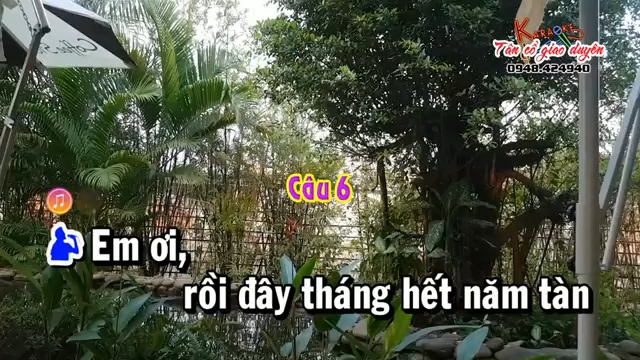 KARAOKE
Tân cổ giao duyên
0948.424940
Câu 6
Em ơi,
rồi đây tháng hết năm tàn